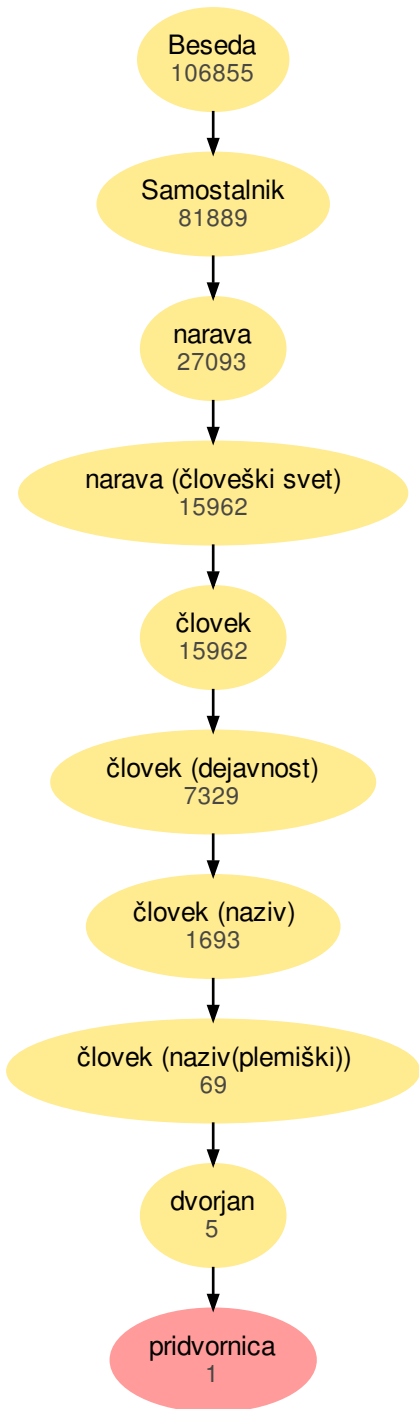 Beseda
106855
Samostalnik
81889
narava
27093
narava (človeški svet)
15962
človek
15962
človek (dejavnost)
7329
človek (naziv)
1693
človek (naziv(plemiški))
69
dvorjan
5
pridvornica
1